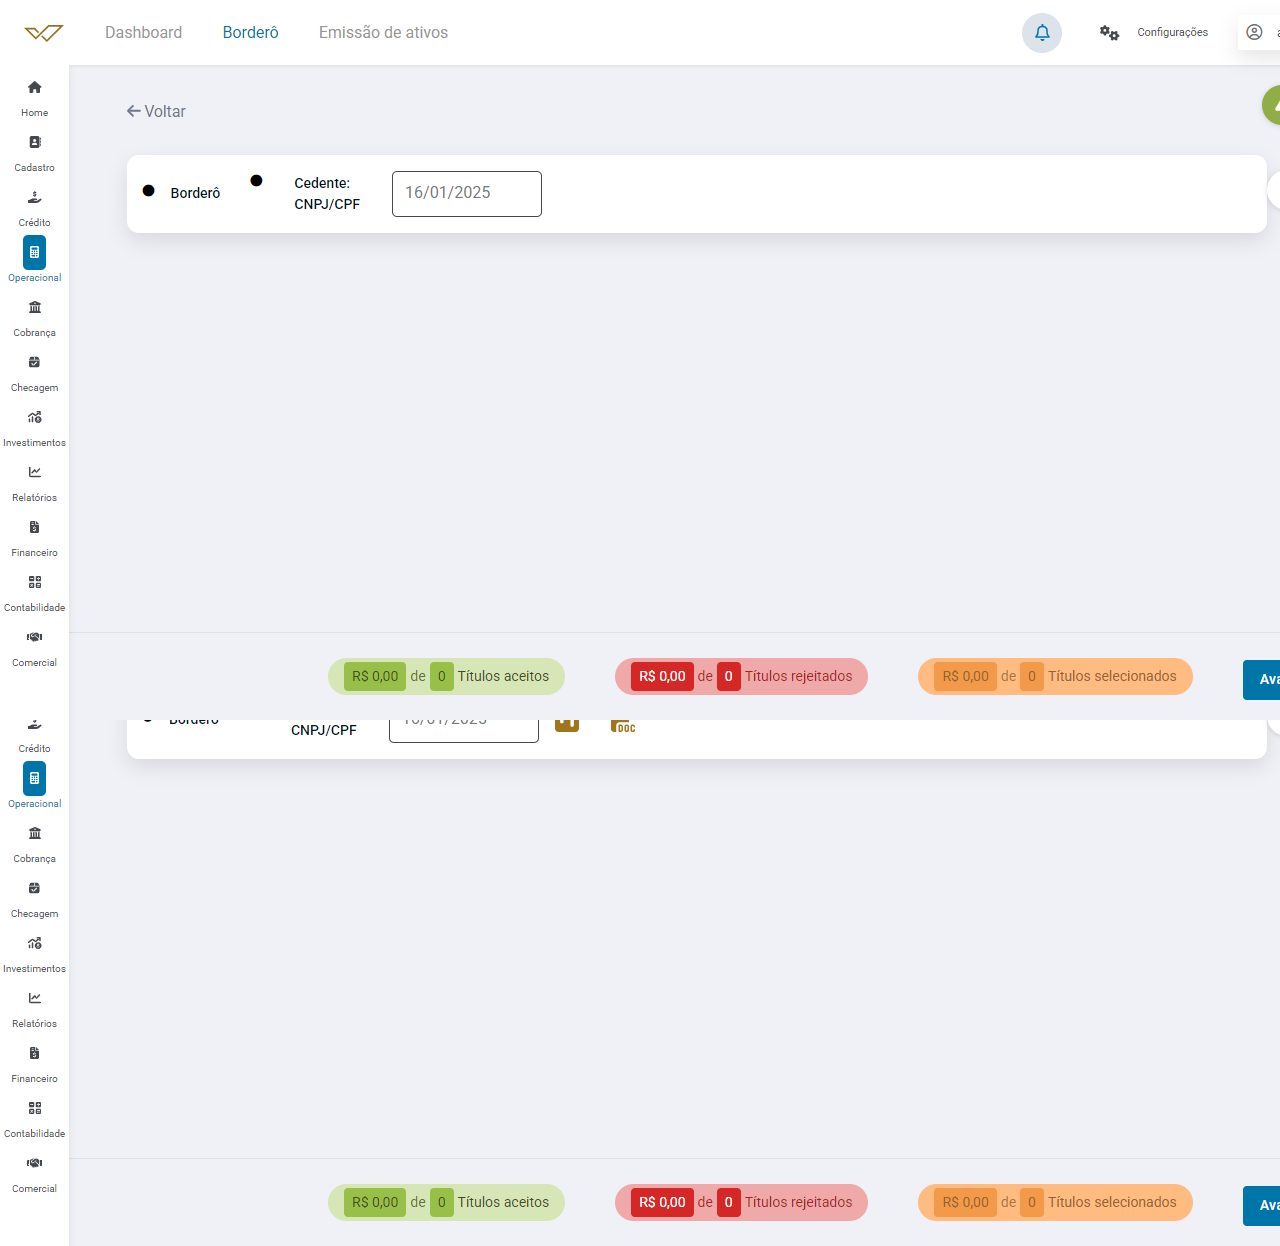 Dashboard Borderô Emissão de ativos Configurações
Home
Voltar
Cadastro
Borderô Cedente: 16/01/2025
CNPJ/CPF
Crédito
Operacional
Cobrança
Checagem
Investimentos
Relatórios
Financeiro
Contabilidade
Comercial
R$ 0,00 de 0 Títulos aceitos R$ 0,00 de 0 Títulos rejeitados R$ 0,00 de 0 Títulos selecionados Ava
Borderô CNPJ/CPF 16/01/2025 DOC
Crédito
Operacional
Cobrança
Checagem
Investimentos
Relatórios
Financeiro
Contabilidade
Comercial
R$ 0,00 de 0 Títulos aceitos R$ 0,00 de 0 Títulos rejeitados R$ 0,00 de 0 Títulos selecionados Ava